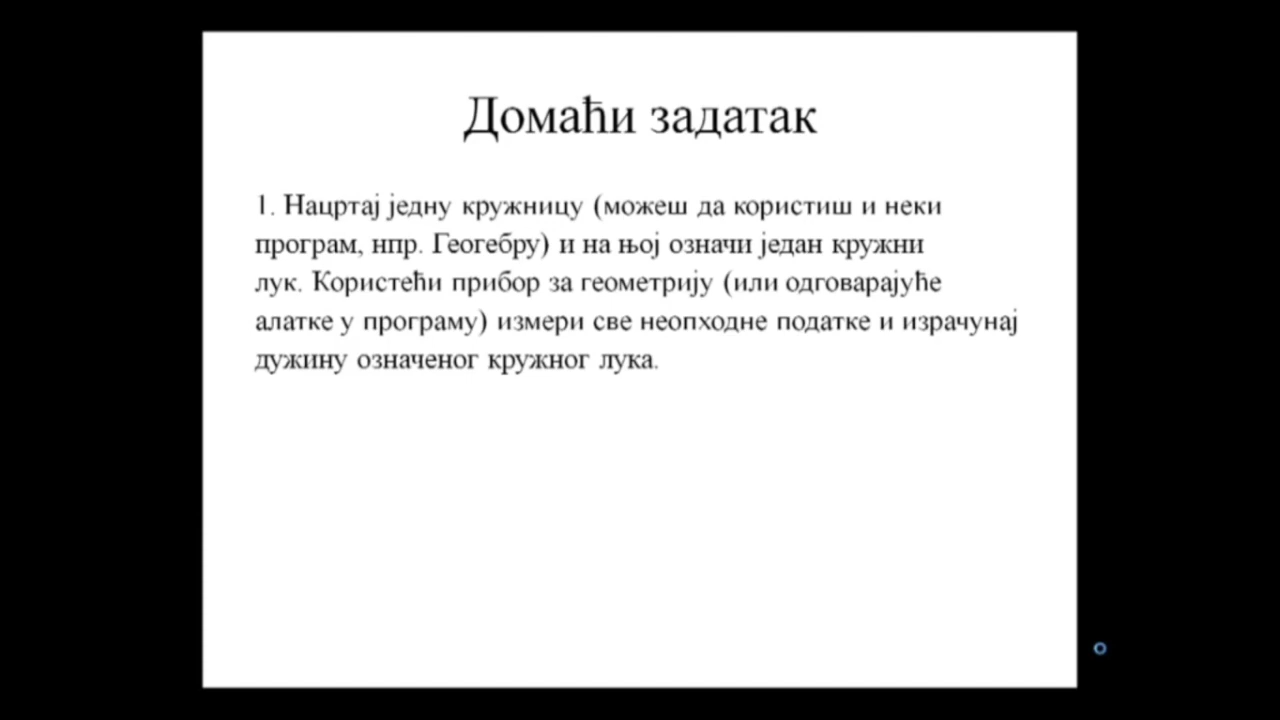 Домаћи задатак
1. Нацртај једну кружницу (можеш да користиш и неки
програм, нпр. Геогебру) и на њој означи један кружни
лук. Користећи прибор за геометрију (или одговарајуће
алатке у програму) измери све неопходне податке и израчунај
дужину означеног кружног лука.